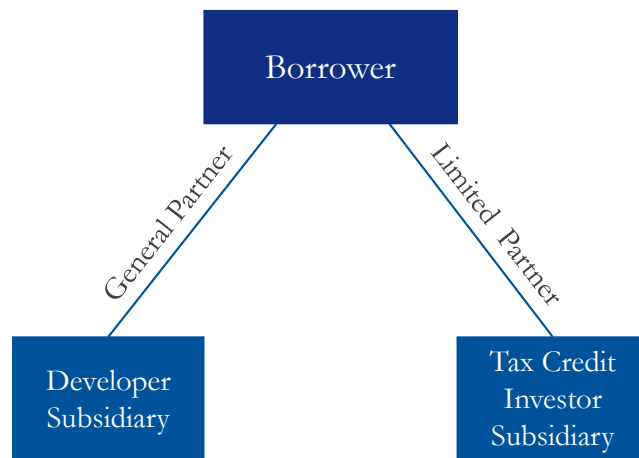 Borrower
General Partner
Limited Partner
Developer
Subsidiary
Tax Credit
Investor
Subsidiary